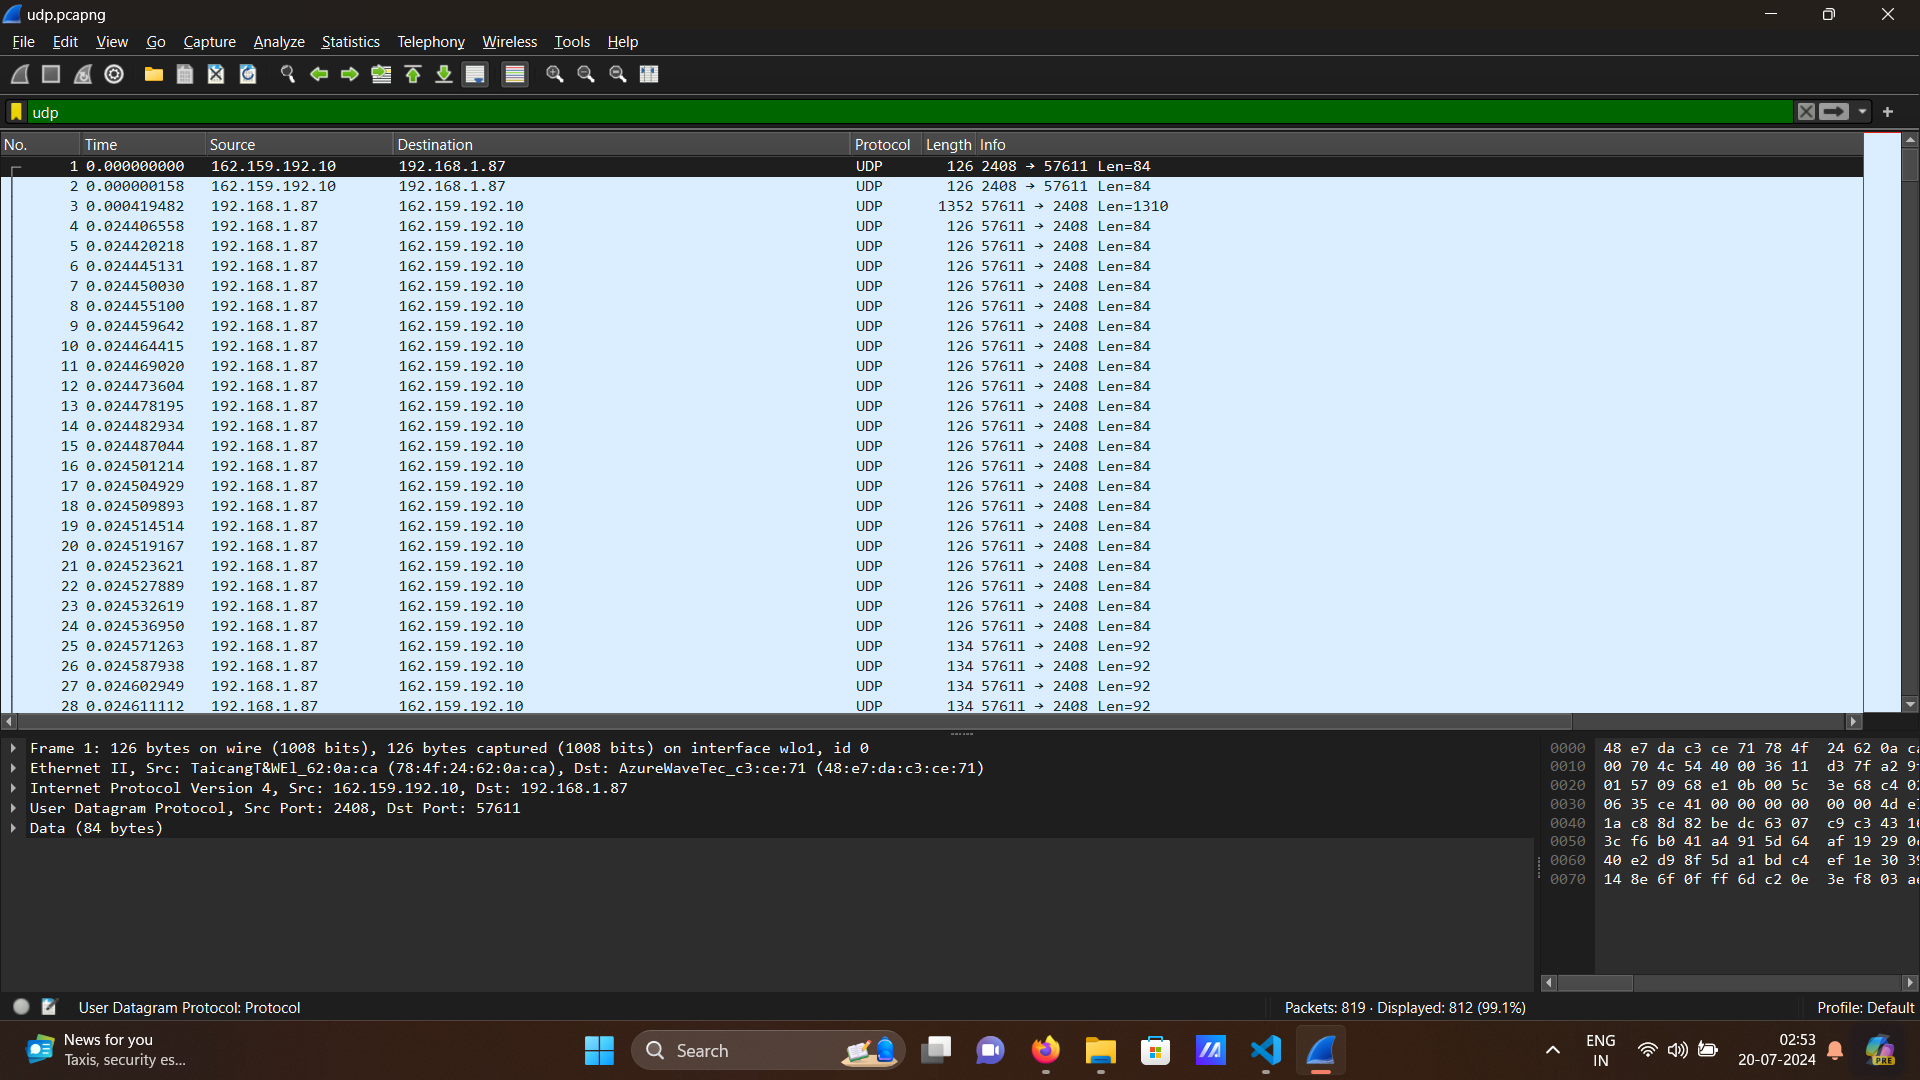 udp.pcapng
File Edit View Go Capture Analyze Statistics Telephony Wireless Tools Help
udp
No. Time Source Destination Protocol Length Info
1 0.000000000 162.159.192.10 192.168.1.87 UDP 126 2408 → 57611 Len=84
2 0.000000158 162.159.192.10 192.168.1.87 UDP 126 2408 → 57611 Len=84
3 0.000419482 192.168.1.87 162.159.192.10 UDP 1352 57611 → 2408 Len=1310
4 0.024406558 192.168.1.87 162.159.192.10 UDP 126 57611 → 2408 Len=84
5 0.024420218 192.168.1.87 162.159.192.10 UDP 126 57611 → 2408 Len=84
6 0.024445131 192.168.1.87 162.159.192.10 UDP 126 57611 → 2408 Len=84
7 0.024450030 192.168.1.87 162.159.192.10 UDP 126 57611 → 2408 Len=84
8 0.024455100 192.168.1.87 162.159.192.10 UDP 126 57611 → 2408 Len=84
9 0.024459642 192.168.1.87 162.159.192.10 UDP 126 57611 → 2408 Len=84
10 0.024464415 192.168.1.87 162.159.192.10 UDP 126 57611 → 2408 Len=84
11 0.024469020 192.168.1.87 162.159.192.10 UDP 126 57611 → 2408 Len=84
12 0.024473604 192.168.1.87 162.159.192.10 UDP 126 57611 → 2408 Len=84
13 0.024478195 192.168.1.87 162.159.192.10 UDP 126 57611 → 2408 Len=84
14 0.024482934 192.168.1.87 162.159.192.10 UDP 126 57611 → 2408 Len=84
15 0.024487044 192.168.1.87 162.159.192.10 UDP 126 57611 → 2408 Len=84
16 0.024501214 192.168.1.87 162.159.192.10 UDP 126 57611 → 2408 Len=84
17 0.024504929 192.168.1.87 162.159.192.10 UDP 126 57611 → 2408 Len=84
18 0.024509893 192.168.1.87 162.159.192.10 UDP 126 57611 → 2408 Len=84
19 0.024514514 192.168.1.87 162.159.192.10 UDP 126 57611 → 2408 Len=84
20 0.024519167 192.168.1.87 162.159.192.10 UDP 126 57611 → 2408 Len=84
21 0.024523621 192.168.1.87 162.159.192.10 UDP 126 57611 → 2408 Len=84
22 0.024527889 192.168.1.87 162.159.192.10 UDP 126 57611 → 2408 Len=84
23 0.024532619 192.168.1.87 162.159.192.10 UDP 126 57611 → 2408 Len=84
24 0.024536950 192.168.1.87 162.159.192.10 UDP 126 57611 → 2408 Len=84
25 0.024571263 192.168.1.87 162.159.192.10 UDP 134 57611 → 2408 Len=92
26 0.024587938 192.168.1.87 162.159.192.10 UDP 134 57611 → 2408 Len=92
27 0.024602949 192.168.1.87 162.159.192.10 UDP 134 57611 → 2408 Len=92
28 0.024611112 192.168.1.87 162.159.192.10 UDP 134 57611 → 2408 Len=92
Frame 1: 126 bytes on wire (1008 bits), 126 bytes captured (1008 bits) on interface wlo1, id 0
Ethernet II, Src: TaicangT&WEl_62:0a:ca (78:4f:24:62:0a:ca), Dst: AzureWaveTec_c3:ce:71 (48:e7:da:c3:ce:71)
Internet Protocol Version 4, Src: 162.159.192.10, Dst: 192.168.1.87
User Datagram Protocol, Src Port: 2408, Dst Port: 57611
Data (84 bytes)
0000 48 e7 da c3 ce 71 78 4f 24 62 0a
0010 00 70 4c 54 40 00 36 11 d3 7f a2
0020 01 57 09 68 e1 0b 00 5c 3e 68 c4
0030 06 35 ce 41 00 00 00 00 00 00 4d
0040 1a c8 8d 82 be dc 63 07 c9 c3 43
0050 3c f6 b0 41 a4 91 5d 64 af 19 29
0060 40 e2 d9 8f 5d a1 bd c4 ef 1e 30
0070 14 8e 6f 0f ff 6d c2 0e 3e f8 03
User Datagram Protocol: Protocol
Packets: 819 · Displayed: 812 (99.1%)
Profile: Default
News for you
Taxis, security es...
Search
ENG
IN
02:53
20-07-2024
PRE